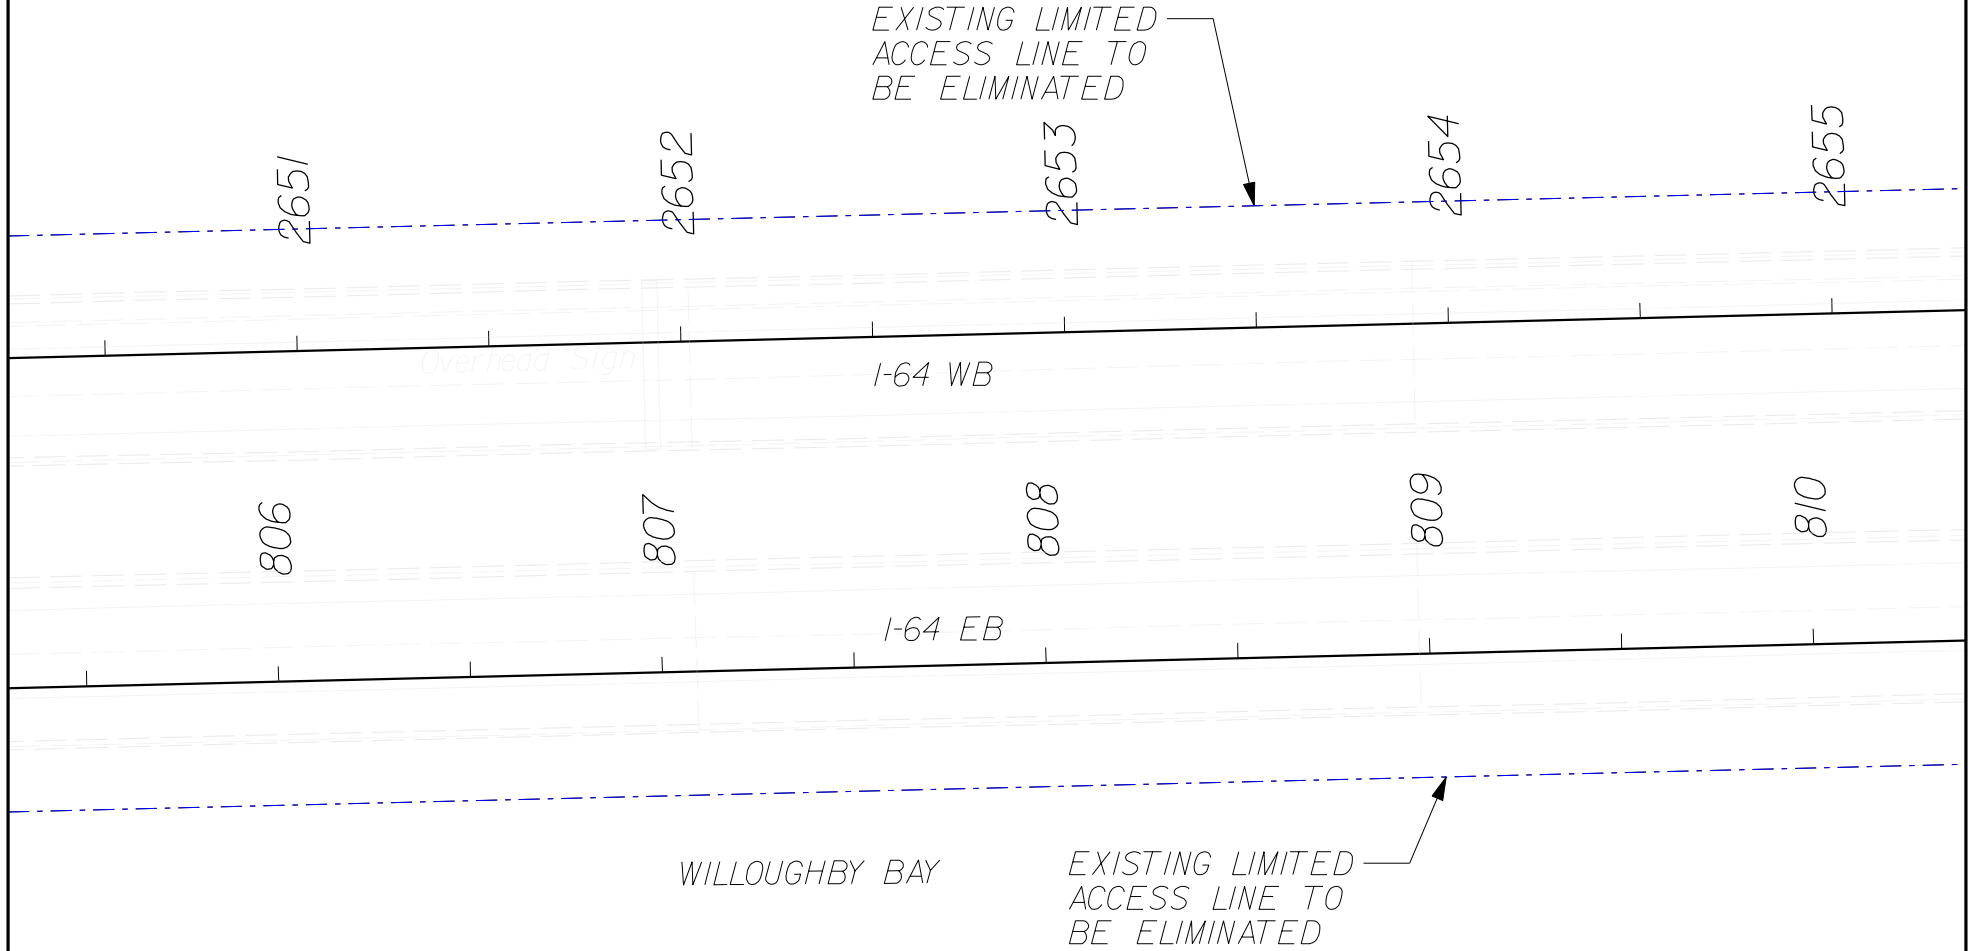 EXISTING LIMITED
ACCESS LINE TO
BE ELIMINATED
2651
2652
2653
2654
2655
Overhead Sign
I-64 WB
806
807
808
809
810
I-64 EB
WILLOUGHBY BAY
EXISTING LIMITED
ACCESS LINE TO
BE ELIMINATED